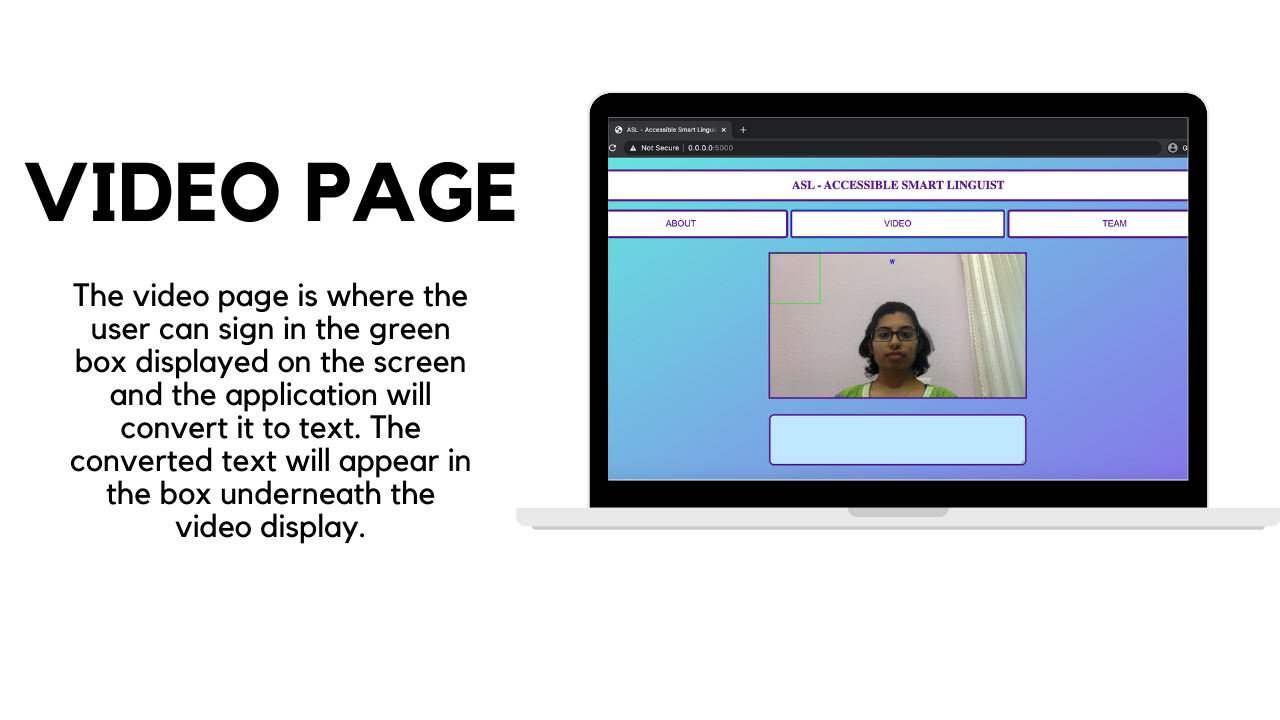 VIDEO PAGE
The video page is where the
user can sign in the green
box displayed on the screen
and the application will
convert it to text. The
converted text will appear in
the box underneath the
video display.
ASL - Accessible Smart Lingui
Not Secure | 0.0.0.0:5000
G
ASL - ACCESSIBLE SMART LINGUIST
ABOUT
VIDEO
TEAM
W